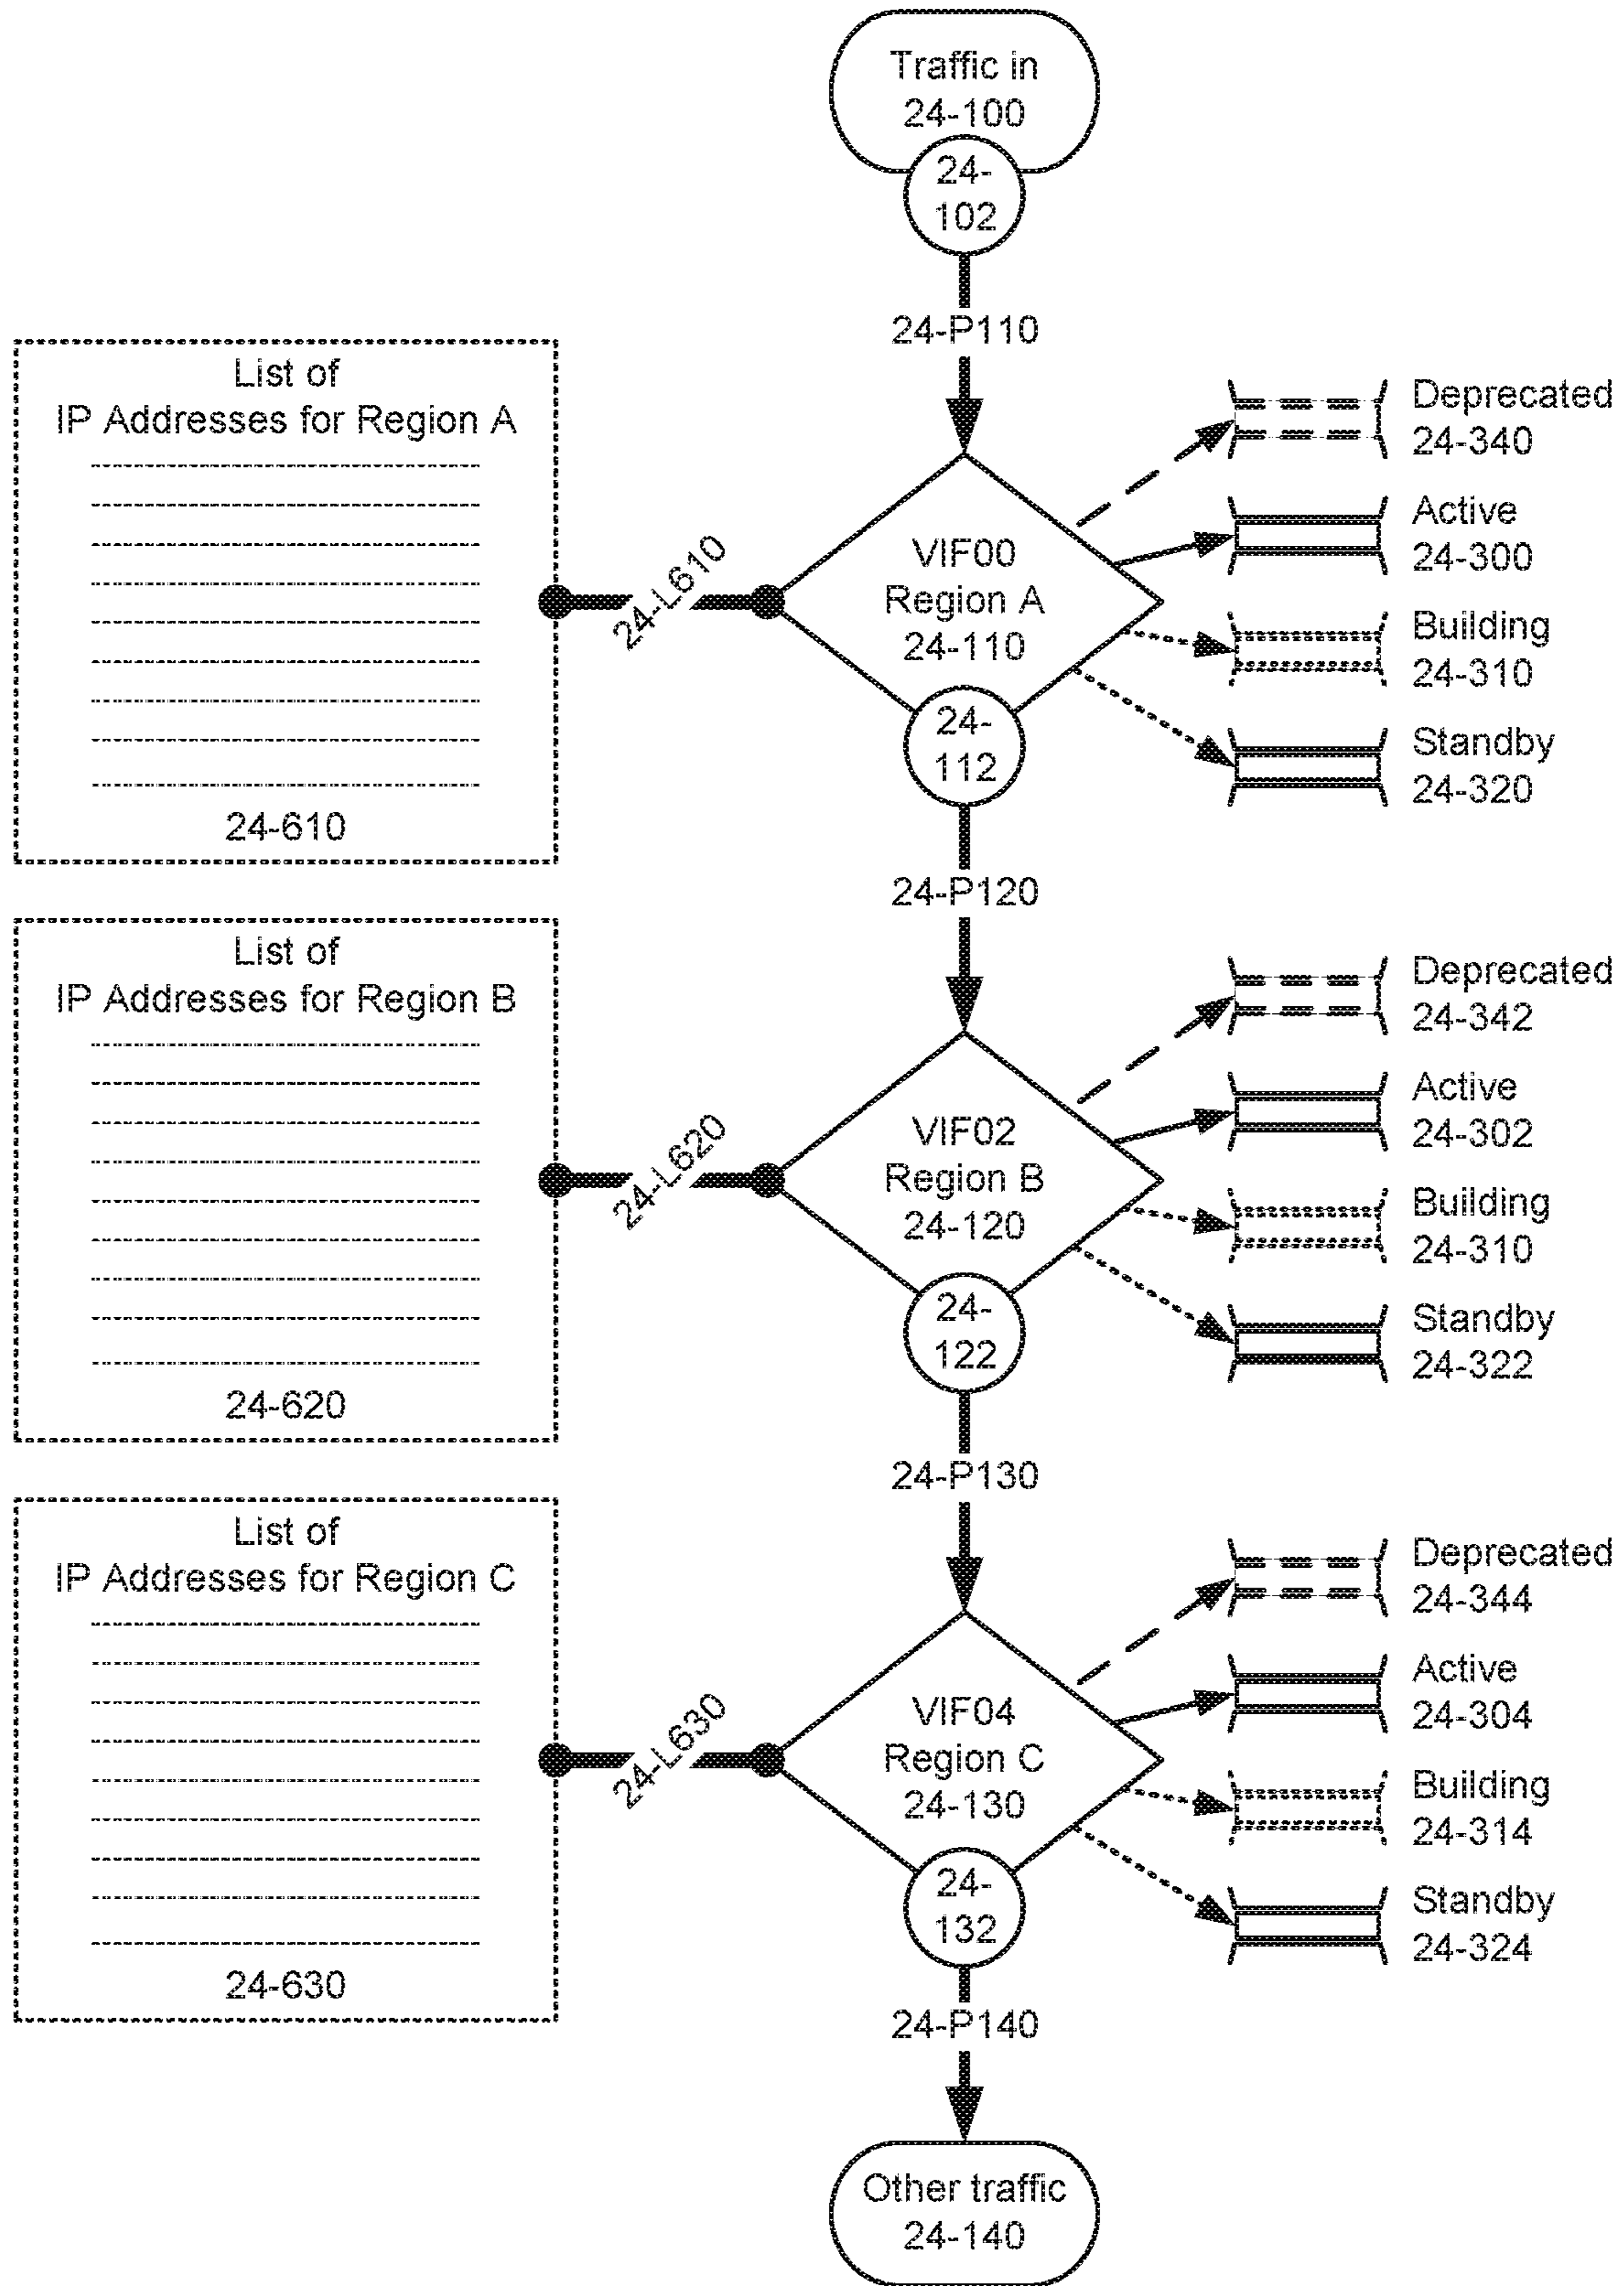 Traffic in
24-100
24-
102
24-P110
List of
IP Addresses for Region A
24-610
24-L610
VIF00
Region A
24-110
24-
112
Deprecated
24-340
Active
24-300
Building
24-310
Standby
24-320
24-P120
List of
IP Addresses for Region B
24-620
24-L620
VIF02
Region B
24-120
24-
122
Deprecated
24-342
Active
24-302
Building
24-310
Standby
24-322
24-P130
List of
IP Addresses for Region C
24-630
24-L630
VIF04
Region C
24-130
24-
132
Deprecated
24-344
Active
24-304
Building
24-314
Standby
24-324
24-P140
Other traffic
24-140